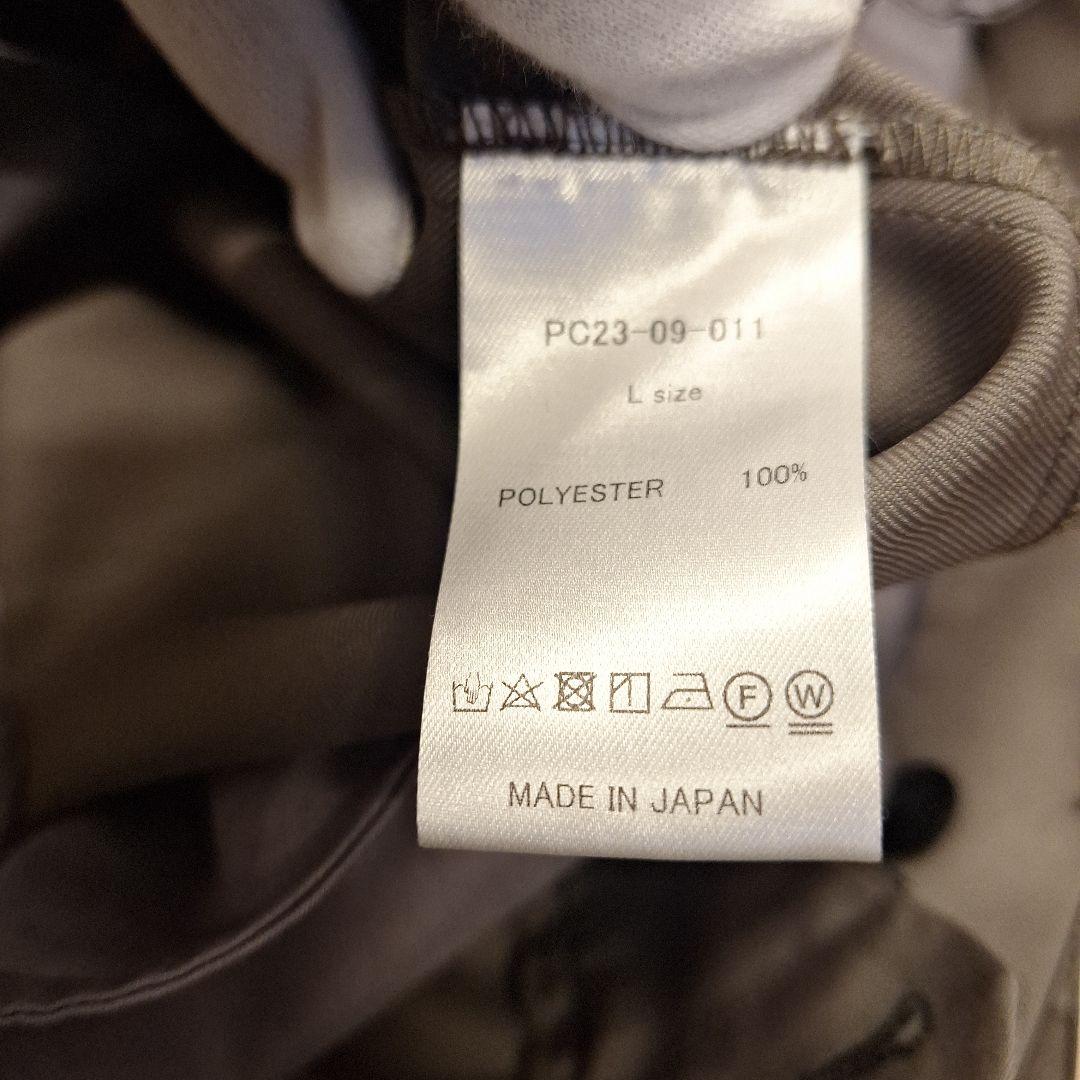 PC23-09-011
L size
POLYESTER 100%
F W
MADE IN JAPAN